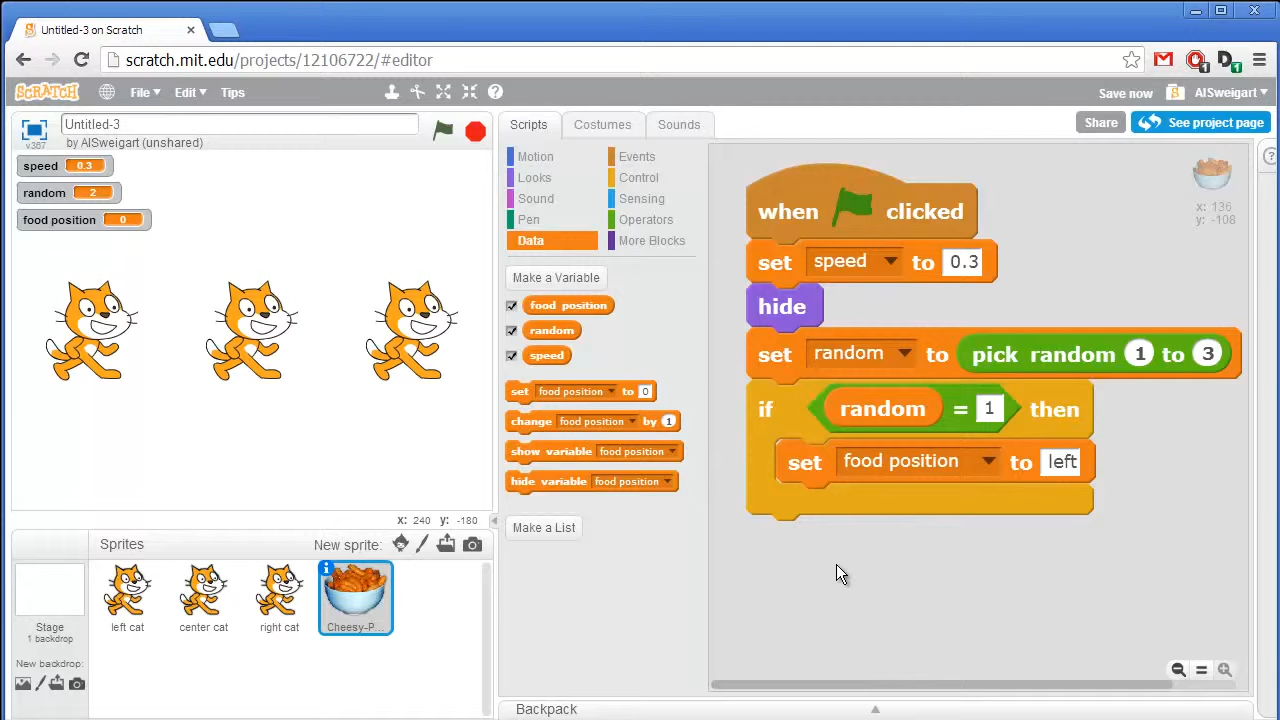 Untitled-3 on Scratch
scratch.mit.edu/projects/12106722/#editor
1
1
SCRATCH
File
Edit
Tips
Save now
AlSweigart
Untitled-3
by AlSweigart (unshared)
v387
Scripts
Costumes
Sounds
Share
See project page
speed 0.3
random 2
food position 0
Motion
Looks
Sound
Pen
Data
Events
Control
Sensing
Operators
More Blocks
Make a Variable
food position
random
speed
set food position to 0
change food position by 1
show variable food position
hide variable food position
Make a List
when clicked
set speed to 0.3
hide
set random to pick random 1 to 3
if random = 1 then
set food position to left
x: 136
y: -108
?
x: 240 y: -180
Sprites
New sprite:
Stage
1 backdrop
New backdrop:
left cat
center cat
right cat
i
Cheesy-P...
Backpack